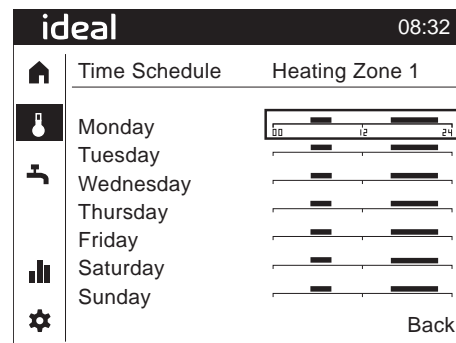 ideal 08:32
Time Schedule Heating Zone 1
Monday
00 12 24
Tuesday
Wednesday
Thursday
Friday
Saturday
Sunday
Back